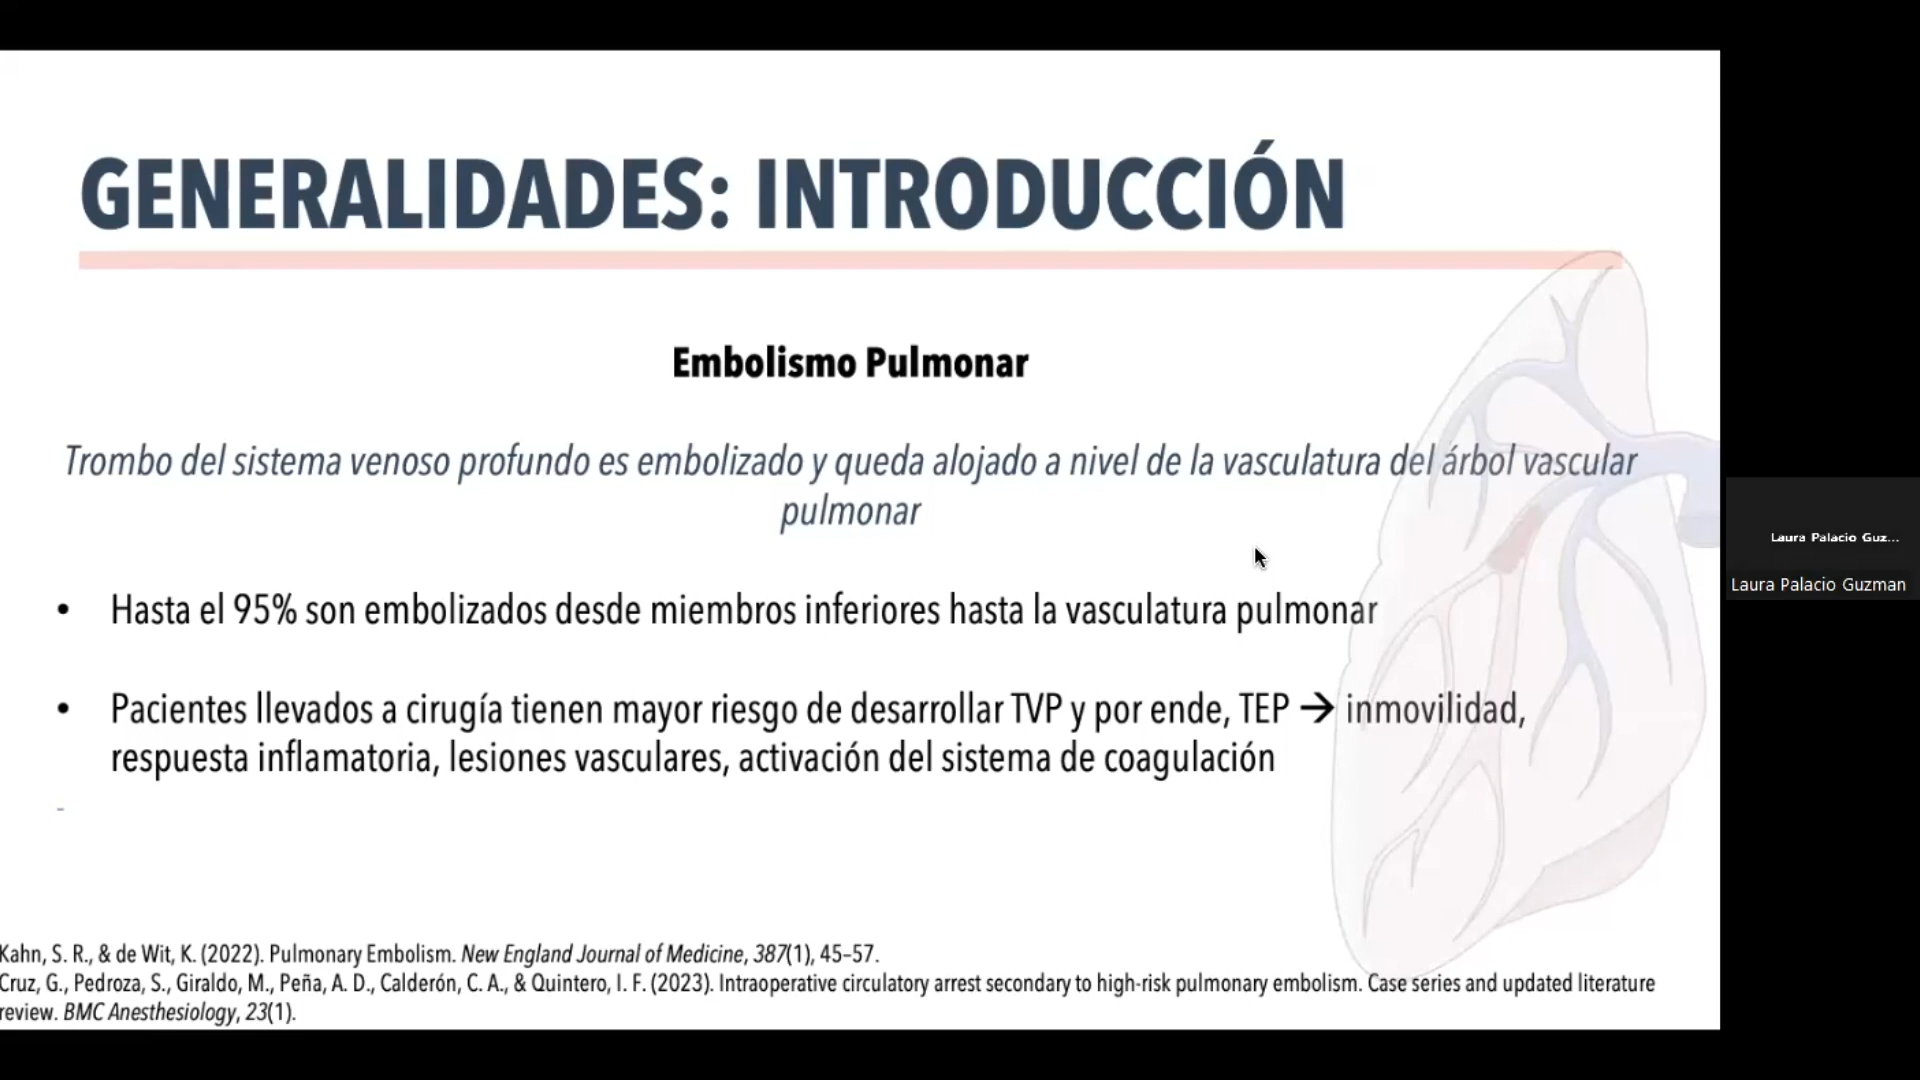 GENERALIDADES: INTRODUCCIÓN
Embolismo Pulmonar
Trombo del sistema venoso profundo es embolizado y queda alojado a nivel de la vasculatura del árbol vascular
pulmonar
• Hasta el 95% son embolizados desde miembros inferiores hasta la vasculatura pulmonar
• Pacientes llevados a cirugía tienen mayor riesgo de desarrollar TVP y por ende, TEP → inmovilidad,
respuesta inflamatoria, lesiones vasculares, activación del sistema de coagulación
-
Kahn, S. R., & de Wit, K. (2022). Pulmonary Embolism. New England Journal of Medicine, 387(1), 45–57.
Cruz, G., Pedroza, S., Giraldo, M., Peña, A. D., Calderón, C. A., & Quintero, I. F. (2023). Intraoperative circulatory arrest secondary to high-risk pulmonary embolism. Case series and updated literature
review. BMC Anesthesiology, 23(1).
Laura Palacio Guz...
Laura Palacio Guzman